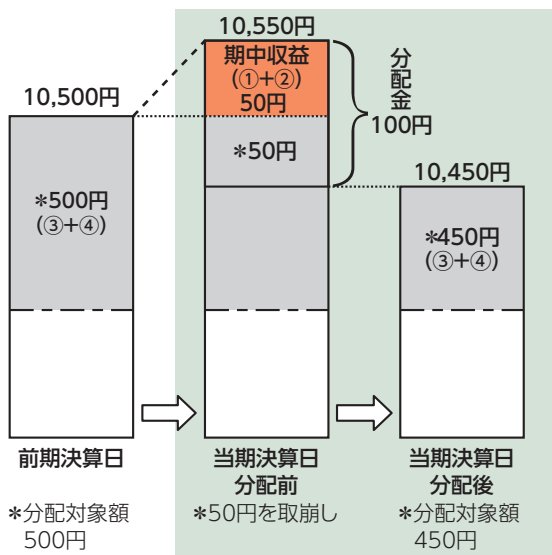 10,500円
*500円
(③+④)
前期決算日
*分配対象額
500円
10,550円
期中収益
(①+②)
50円
*50円
分配金
100円
当期決算日
分配前
*50円を取崩し
10,450円
*450円
(③+④)
当期決算日
分配後
*分配対象額
450円